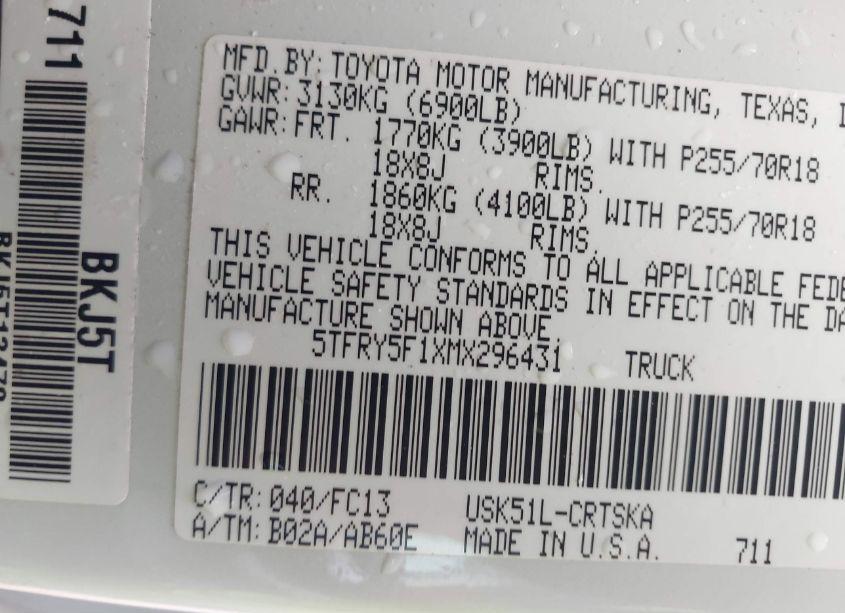 711
BKJ5T
MFD.BY: TOYOTA MOTOR MANUFACTURING, TEXAS,
GVWR: 3130KG (6900LB)
GAWR: FRT. 1770KG (3900LB) WITH P255/70R18
18X8J RIMS,
RR. 1860KG (4100LB) WITH P255/70R18
18X8J RIMS,
THIS VEHICLE CONFORMS TO ALL APPLICABLE FEDE
VEHICLE SAFETY STANDARDS IN EFFECT ON THE DA
MANUFACTURE SHOWN ABOVE.
5TFRY5F1XMX296431 TRUCK
C/TR: 040/FC13 USK51L-CRTSKA
A/TM: B02A/AB60E MADE IN U.S.A. 711